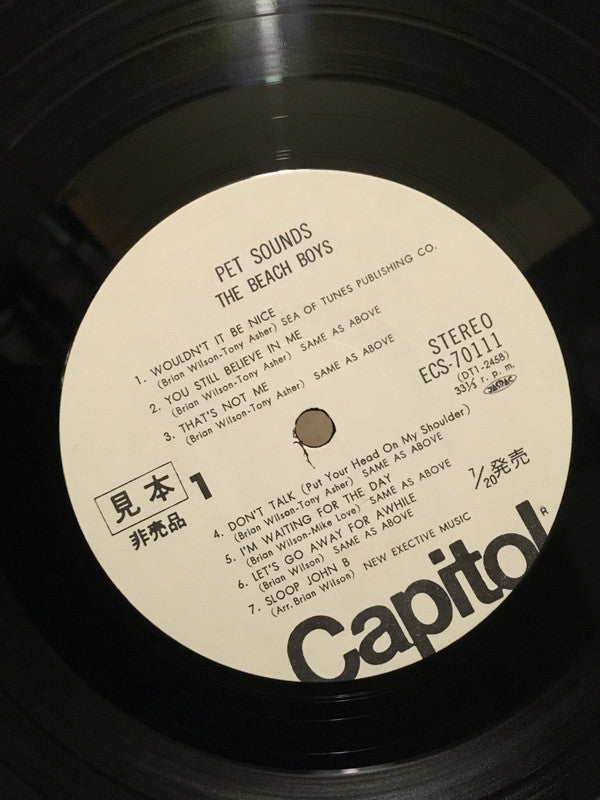 PET SOUNDS
THE BEACH BOYS
1. WOULDN'T IT BE NICE
(Brian Wilson-Tony Asher) SEA OF TUNES PUBLISHING CO.
2. YOU STILL BELIEVE IN ME
(Brian Wilson-Tony Asher) SAME AS ABOVE
3. THAT'S NOT ME
(Brian Wilson-Tony Asher) SAME AS ABOVE
STEREO
ECS-70111
(DT1-2458)
33⅓ r. p. m.
JASRAC
見本
非売品
1
4. DON'T TALK (Put Your Head On My Shoulder)
(Brian Wilson-Tony Asher) SAME AS ABOVE
5. I'M WAITING FOR THE DAY
(Brian Wilson-Mike Love) SAME AS ABOVE
6. LET'S GO AWAY FOR AWHILE
(Brian Wilson) SAME AS ABOVE
7. SLOOP JOHN B
(Arr. Brian Wilson) NEW EXECTIVE MUSIC
7/20発売
Capitol®